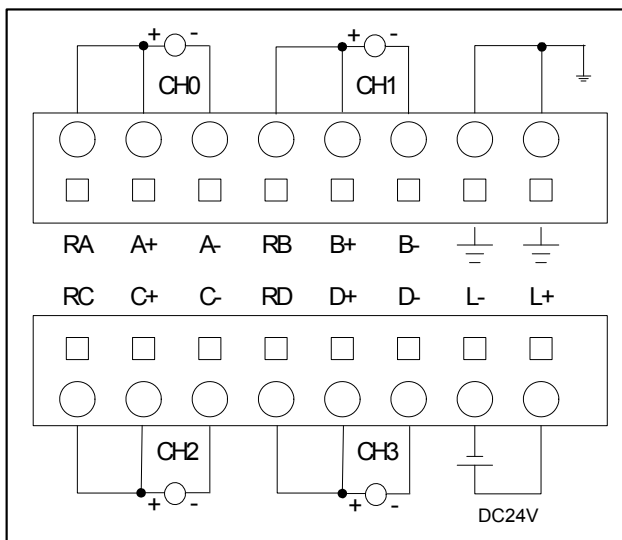 + - + -
CH0 CH1
RA A+ A- RB B+ B-
RC C+ C- RD D+ D- L- L+
CH2 CH3
+ - + -
DC24V